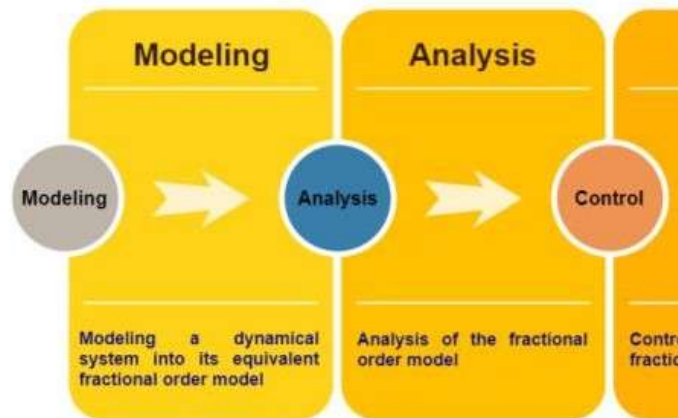 Modeling
Analysis
Modeling
Analysis
Control
Modeling a dynamical
system into its equivalent
fractional order model
Analysis of the fractional
order model